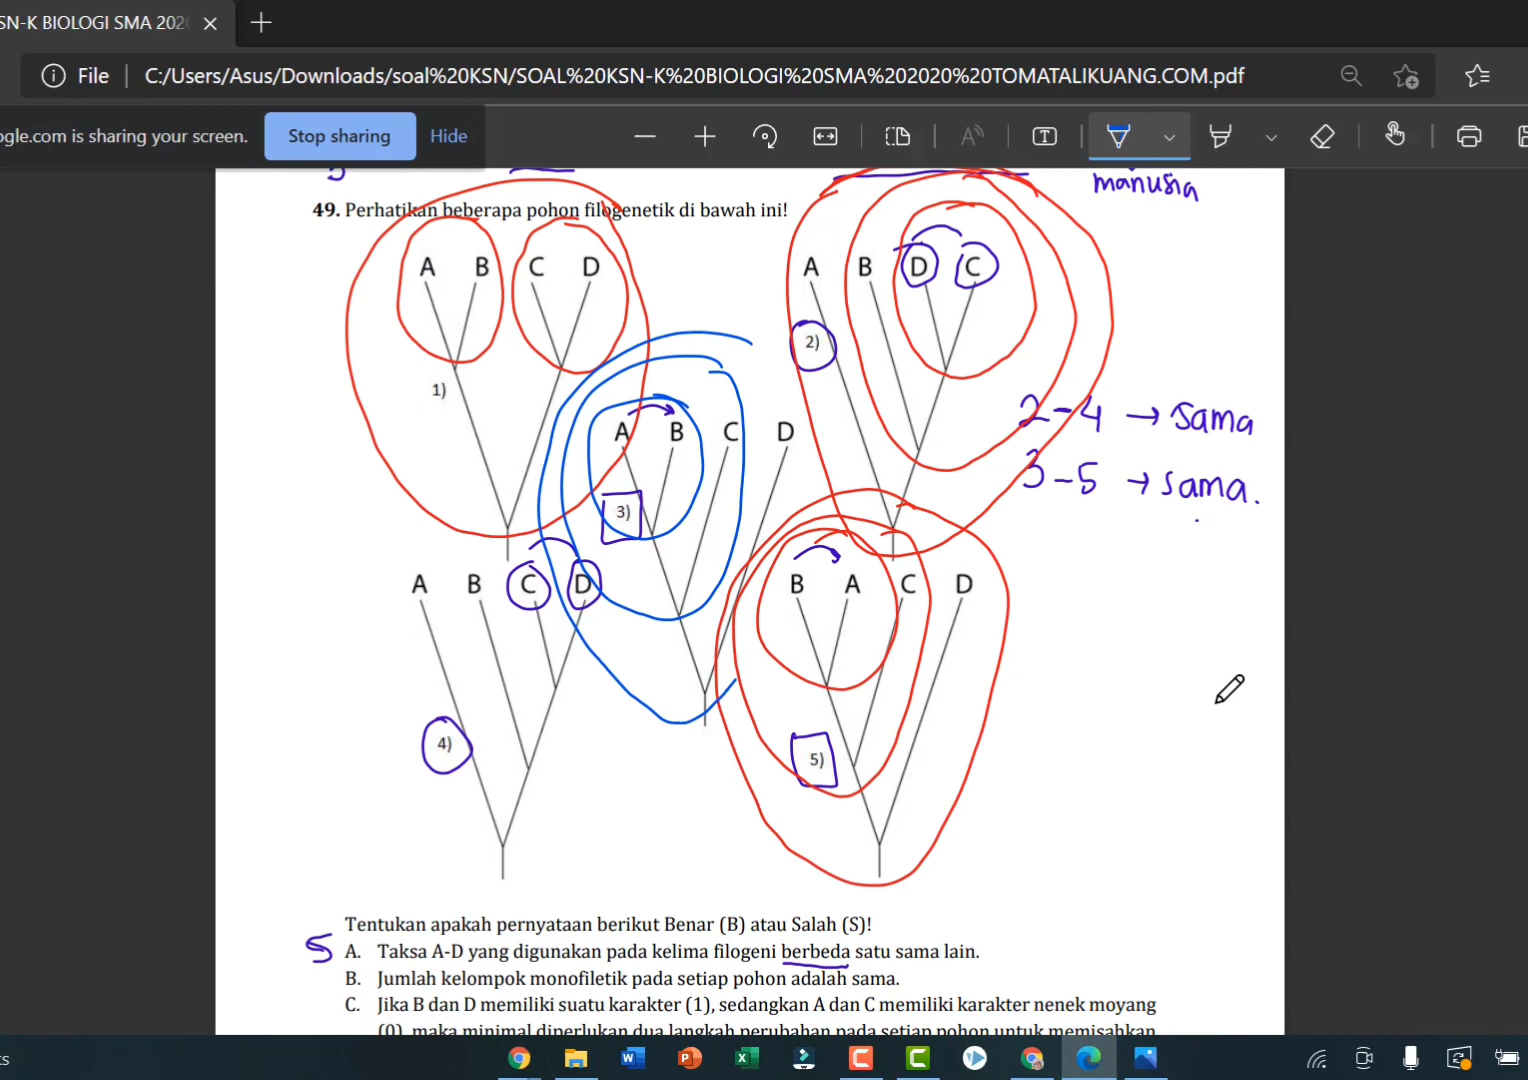 SN-K BIOLOGI SMA 202
File
C:/Users/Asus/Downloads/soal%20KSN/SOAL%20KSN-K%20BIOLOGI%20SMA%202020%20TOMATALIKUANG.COM.pdf
ogle.com is sharing your screen.
Stop sharing
Hide
manusia
49. Perhatikan beberapa pohon filogenetik di bawah ini!
A B C D
A B D C
1)
2)
A B C D
3)
2-4 → sama
3-5 → sama.
A B C D
B A C D
4)
5)
Tentukan apakah pernyataan berikut Benar (B) atau Salah (S)!
S A. Taksa A-D yang digunakan pada kelima filogeni berbeda satu sama lain.
B. Jumlah kelompok monofiletik pada setiap pohon adalah sama.
C. Jika B dan D memiliki suatu karakter (1), sedangkan A dan C memiliki karakter nenek moyang
(0), maka minimal diperlukan dua langkah perubahan pada setiap pohon untuk memisahkan